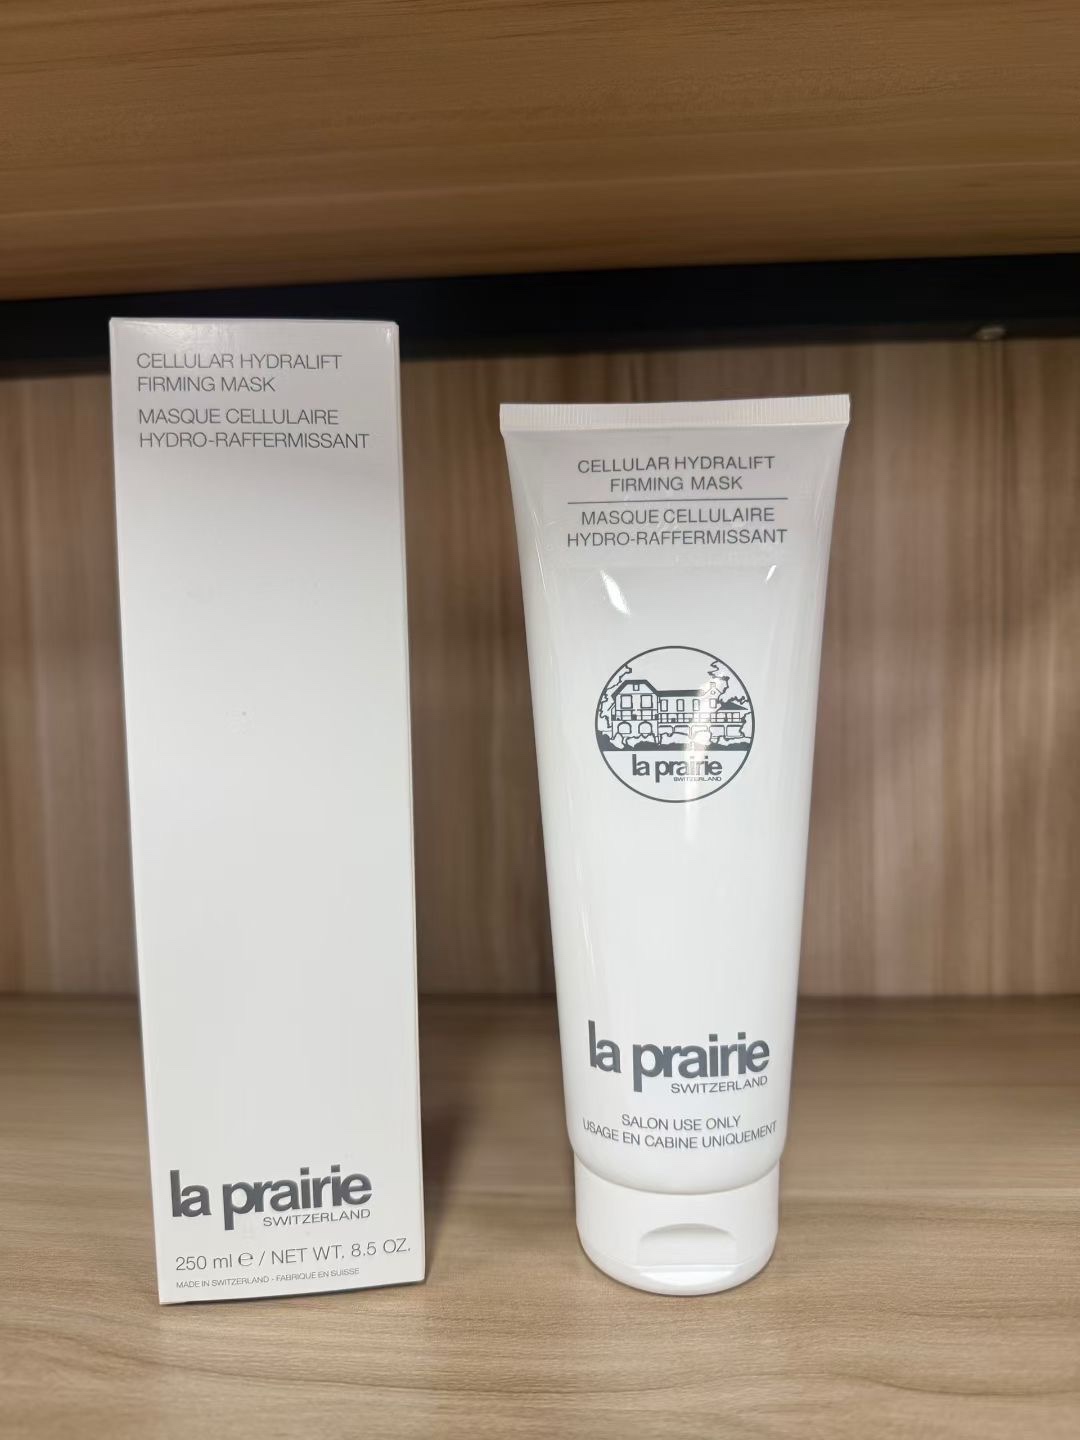 CELLULAR HYDRALIFT
FIRMING MASK
MASQUE CELLULAIRE
HYDRO-RAFFERMISSANT
la prairie
SWITZERLAND
250 ml ℮ / NET WT. 8.5 OZ.
MADE IN SWITZERLAND - FABRIQUE EN SUISSE
CELLULAR HYDRALIFT
FIRMING MASK
MASQUE CELLULAIRE
HYDRO-RAFFERMISSANT
la prairie
SWITZERLAND
la prairie
SWITZERLAND
SALON USE ONLY
USAGE EN CABINE UNIQUEMENT